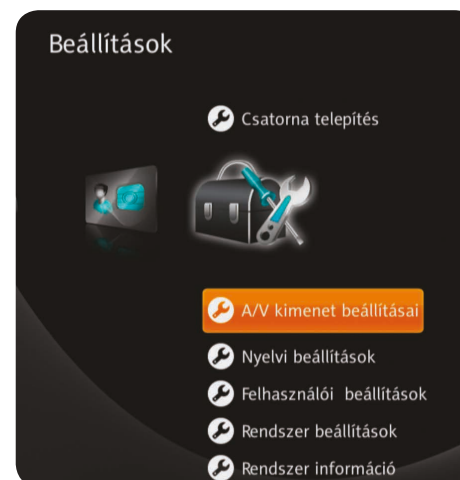 Beállítások
Csatorna telepítés
A/V kimenet beállításai
Nyelvi beállítások
Felhasználói beállítások
Rendszer beállítások
Rendszer információ